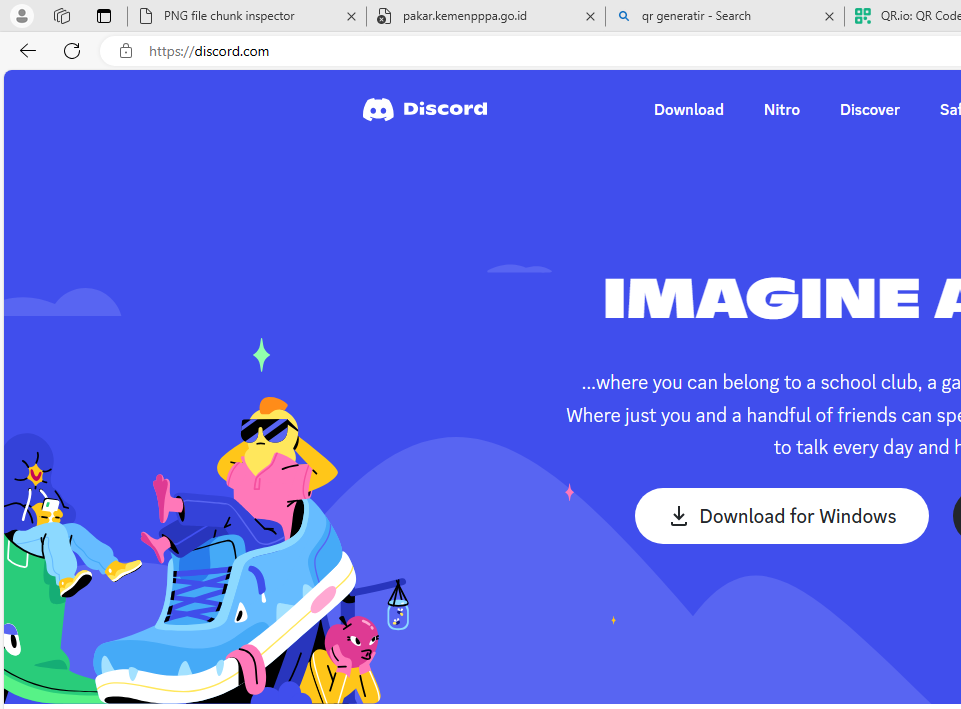 PNG file chunk inspector
pakar.kemenpppa.go.id
qr generatir - Search
QR.io: QR Code
https://discord.com
Discord
Download
Nitro
Discover
Saf
IMAGINE A
...where you can belong to a school club, a ga
Where just you and a handful of friends can spe
to talk every day and h
Download for Windows